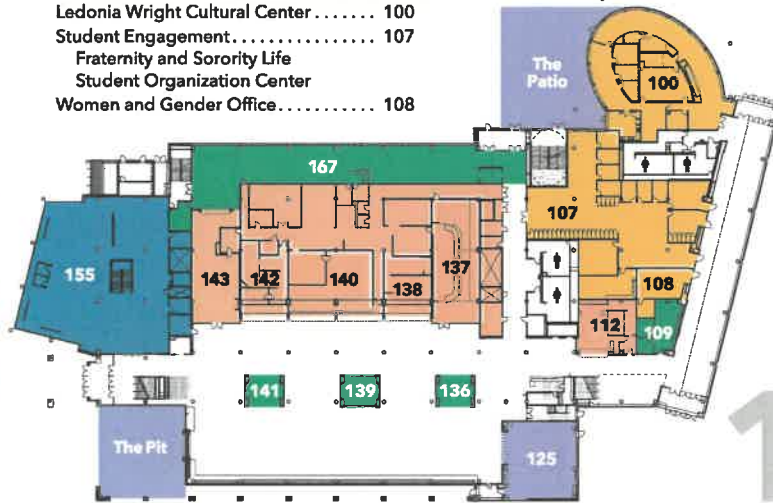 Ledonia Wright Cultural Center ....... 100
Student Engagement ................. 107
Fraternity and Sorority Life
Student Organization Center
Women and Gender Office ........... 108
The
Patio
100
167
107
155
143
142
140
138
137
108
112
109
141
139
136
The Pit
125
1